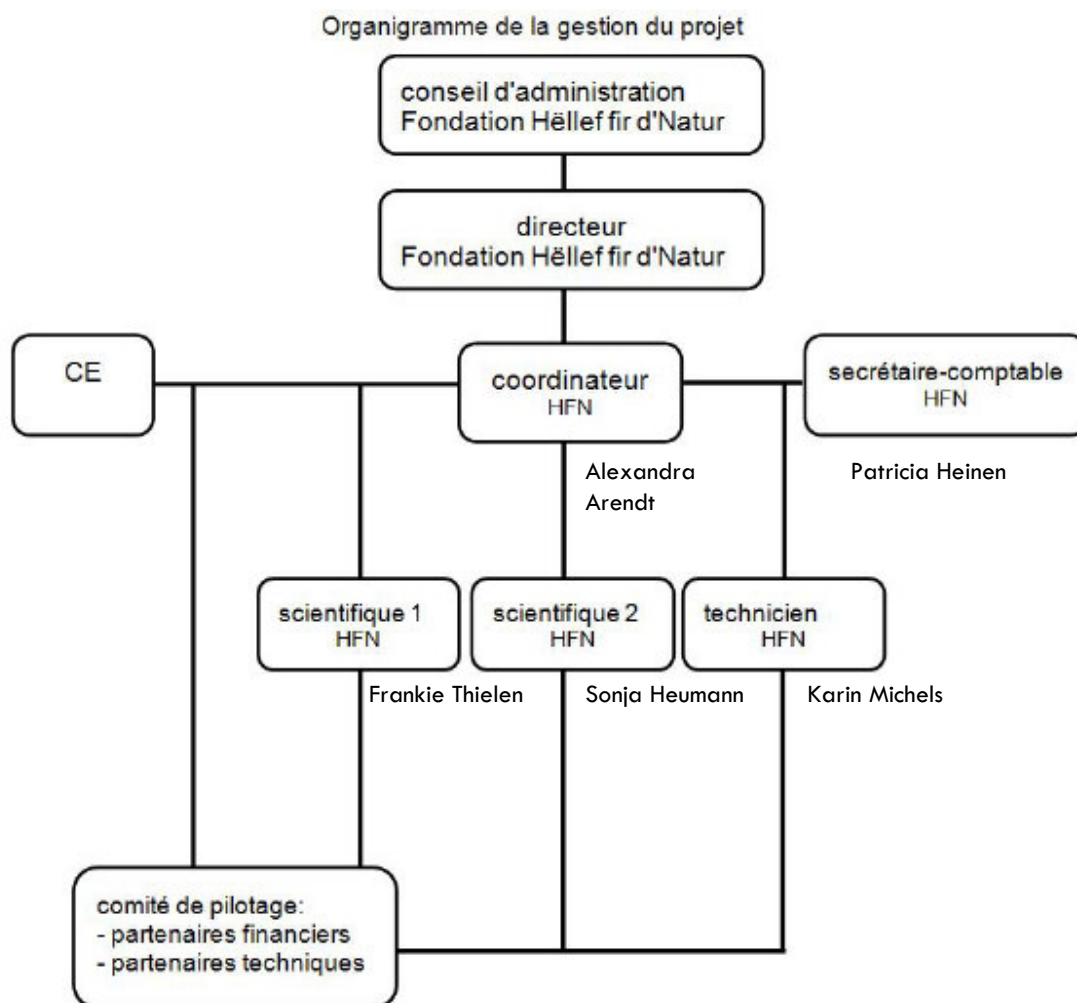 Organigramme de la gestion du projet
conseil d'administration
Fondation Hëllef fir d'Natur
directeur
Fondation Hëllef fir d'Natur
CE
coordinateur
HFN
secrétaire-comptable
HFN
Alexandra
Arendt
Patricia Heinen
scientifique 1
HFN
scientifique 2
HFN
technicien
HFN
Frankie Thielen
Sonja Heumann
Karin Michels
comité de pilotage:
- partenaires financiers
- partenaires techniques